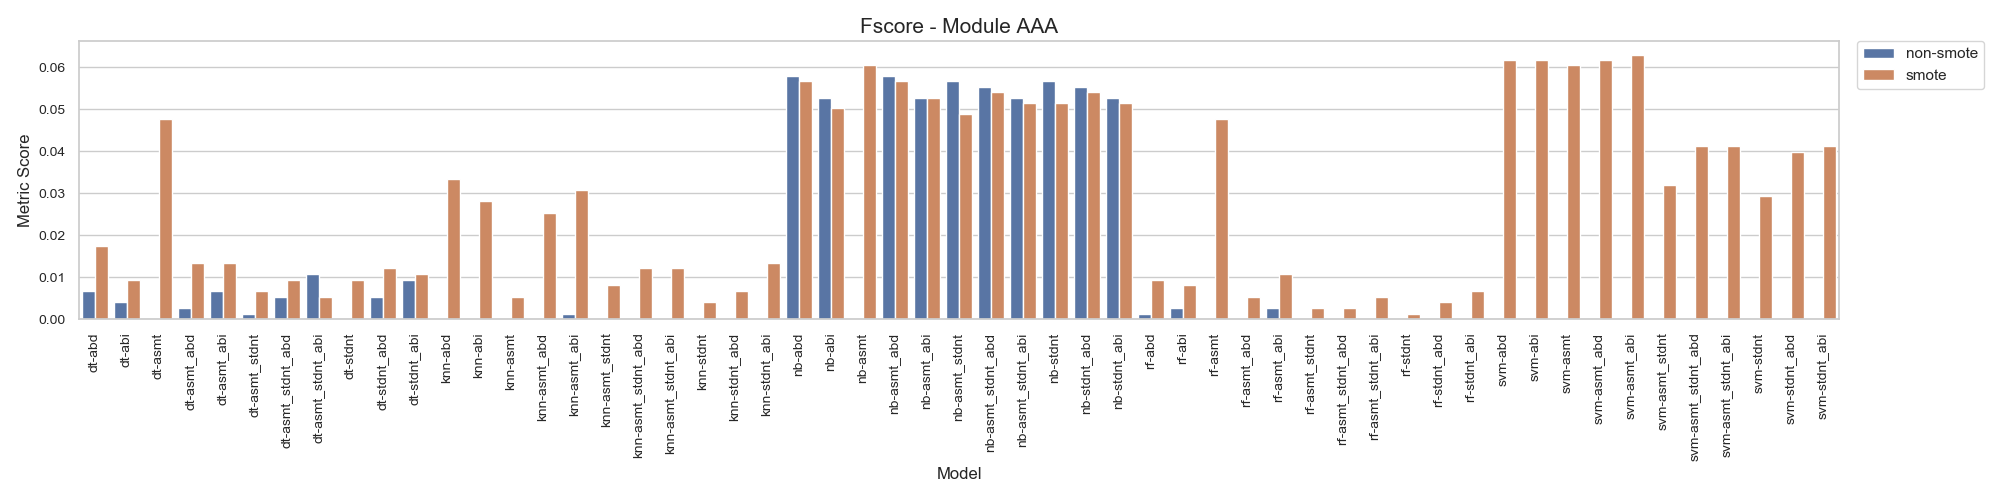 Fscore - Module AAA
non-smote
smote
Metric Score
0.06
0.05
0.04
0.03
0.02
0.01
0.00
dt-abd
dt-abi
dt-asmt
dt-asmt_abd
dt-asmt_abi
dt-asmt_stdnt
dt-asmt_stdnt_abd
dt-asmt_stdnt_abi
dt-stdnt
dt-stdnt_abd
dt-stdnt_abi
knn-abd
knn-abi
knn-asmt
knn-asmt_abd
knn-asmt_abi
knn-asmt_stdnt
knn-asmt_stdnt_abd
knn-asmt_stdnt_abi
knn-stdnt
knn-stdnt_abd
knn-stdnt_abi
nb-abd
nb-abi
nb-asmt
nb-asmt_abd
nb-asmt_abi
nb-asmt_stdnt
nb-asmt_stdnt_abd
nb-asmt_stdnt_abi
nb-stdnt
nb-stdnt_abd
nb-stdnt_abi
rf-abd
rf-abi
rf-asmt
rf-asmt_abd
rf-asmt_abi
rf-asmt_stdnt
rf-asmt_stdnt_abd
rf-asmt_stdnt_abi
rf-stdnt
rf-stdnt_abd
rf-stdnt_abi
svm-abd
svm-abi
svm-asmt
svm-asmt_abd
svm-asmt_abi
svm-asmt_stdnt
svm-asmt_stdnt_abd
svm-asmt_stdnt_abi
svm-stdnt
svm-stdnt_abd
svm-stdnt_abi
Model